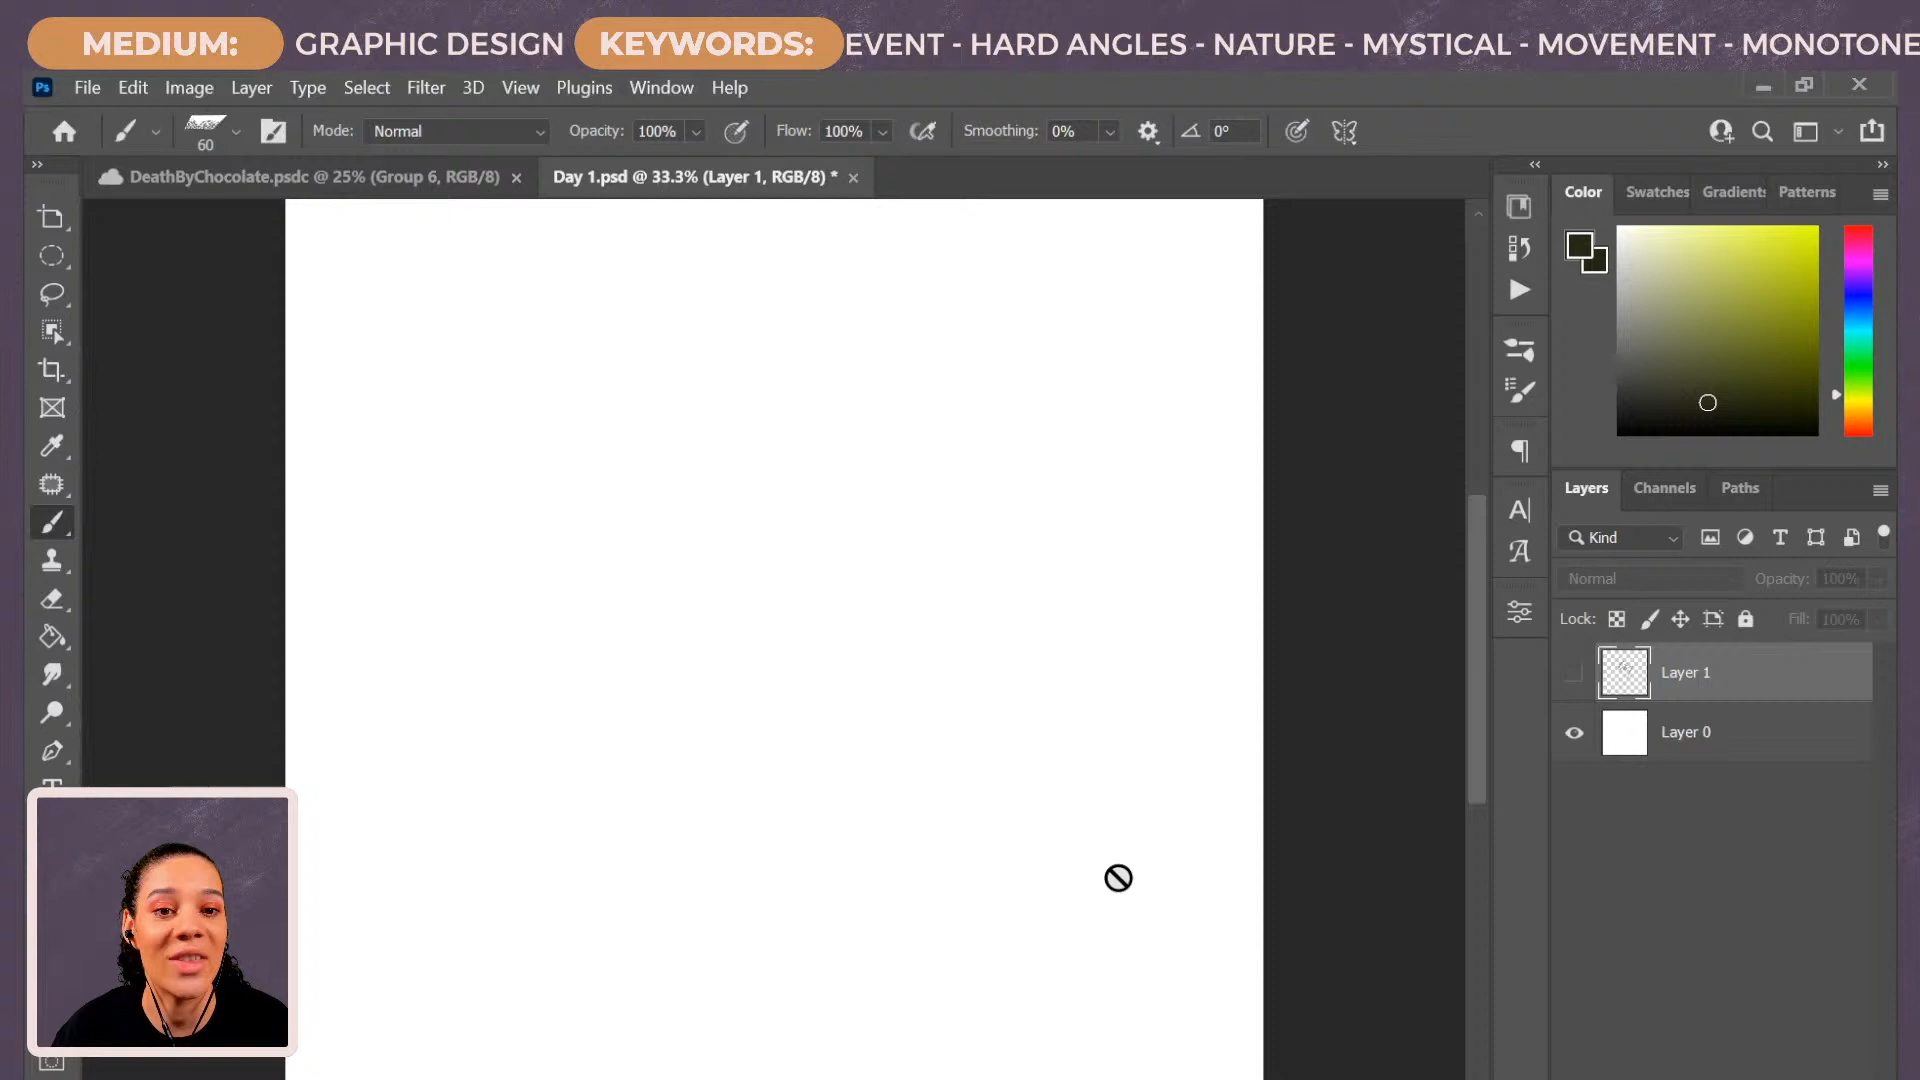 MEDIUM: GRAPHIC DESIGN KEYWORDS: EVENT - HARD ANGLES - NATURE - MYSTICAL - MOVEMENT - MONOTONE
Ps File Edit Image Layer Type Select Filter 3D View Plugins Window Help
60 Mode: Normal Opacity: 100% Flow: 100% Smoothing: 0% 0°
DeathByChocolate.psdc @ 25% (Group 6, RGB/8) × Day 1.psd @ 33.3% (Layer 1, RGB/8) * ×
Color Swatches Gradients Patterns
Layers Channels Paths
Kind
Normal Opacity: 100%
Lock: Fill: 100%
Layer 1
Layer 0